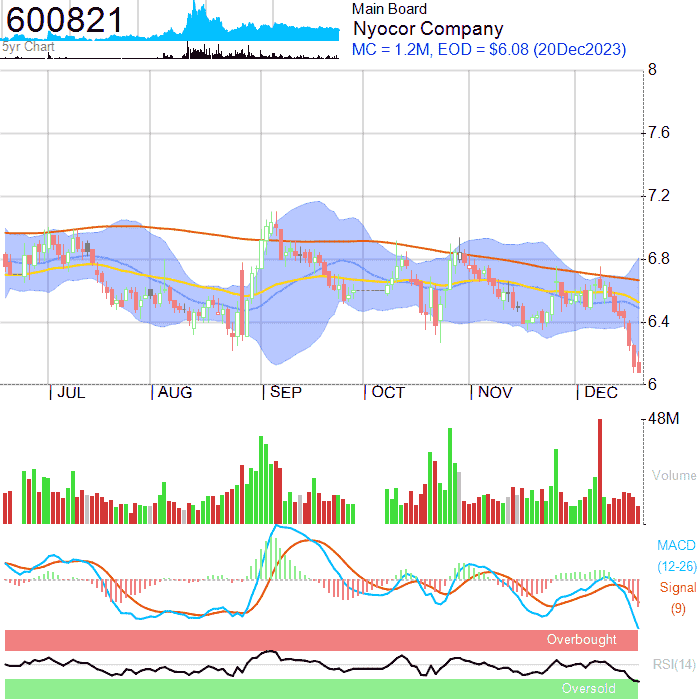 600821
5yr Chart
Main Board
Nyocor Company
MC = 1.2M, EOD = $6.08 (20Dec2023)
8
7.6
7.2
6.8
6.4
6
JUL AUG SEP OCT NOV DEC
48M
Volume
MACD
(12-26)
Signal
(9)
Overbought
RSI(14)
Oversold